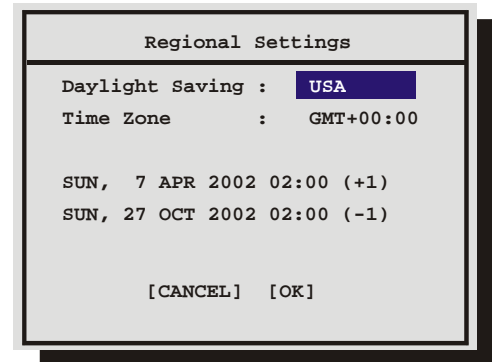 Regional Settings
Daylight Saving : USA
Time Zone : GMT+00:00
SUN, 7 APR 2002 02:00 (+1)
SUN, 27 OCT 2002 02:00 (-1)
[CANCEL] [OK]